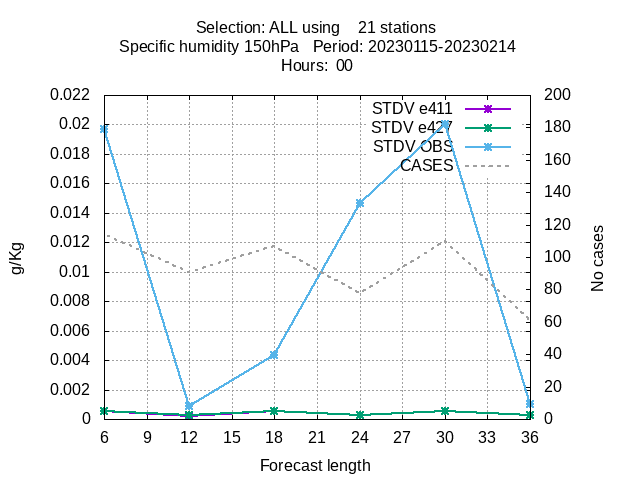 Selection: ALL using    21 stations
Specific humidity 150hPa   Period: 20230115-20230214
Hours:  00
0.022
0.02
0.018
0.016
0.014
0.012
0.01
0.008
0.006
0.004
0.002
0
g/Kg
STDV e411
STDV e427
STDV OBS
CASES
200
180
160
140
120
100
80
60
40
20
0
No cases
6 9 12 15 18 21 24 27 30 33 36
Forecast length